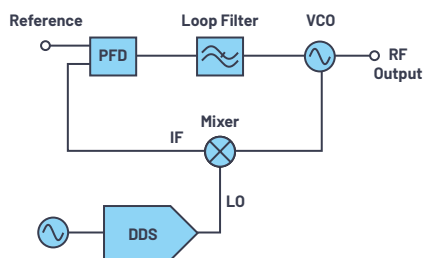 Reference
Loop Filter
VCO
PFD
RF
Output
Mixer
IF
LO
DDS